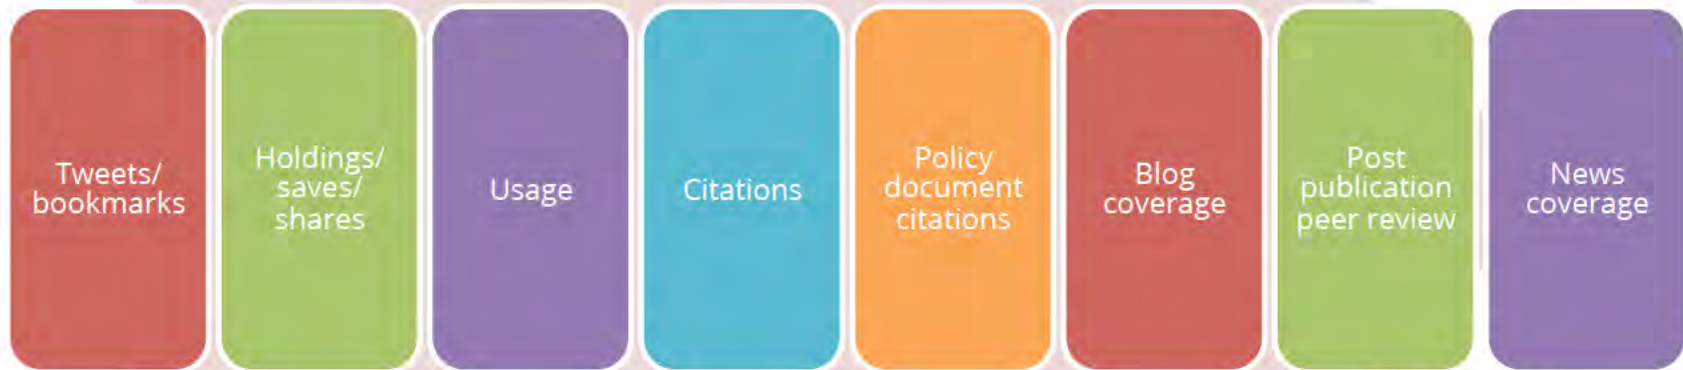 Tweets/
bookmarks
Holdings/
saves/
shares
Usage
Citations
Policy
document
citations
Blog
coverage
Post
publication
peer review
News
coverage